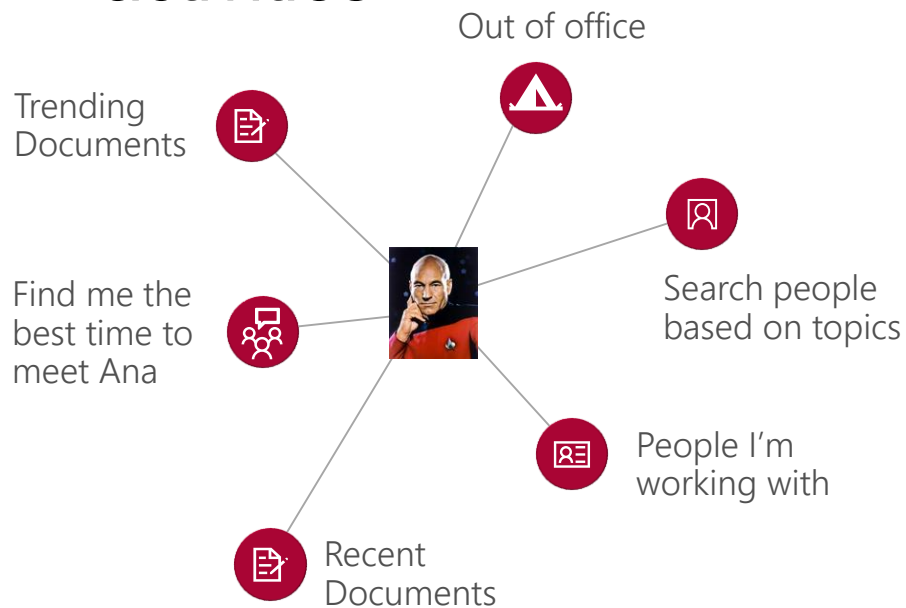 Out of office
Trending
Documents
Search people
based on topics
Find me the
best time to
meet Ana
People I’m
working with
Recent
Documents